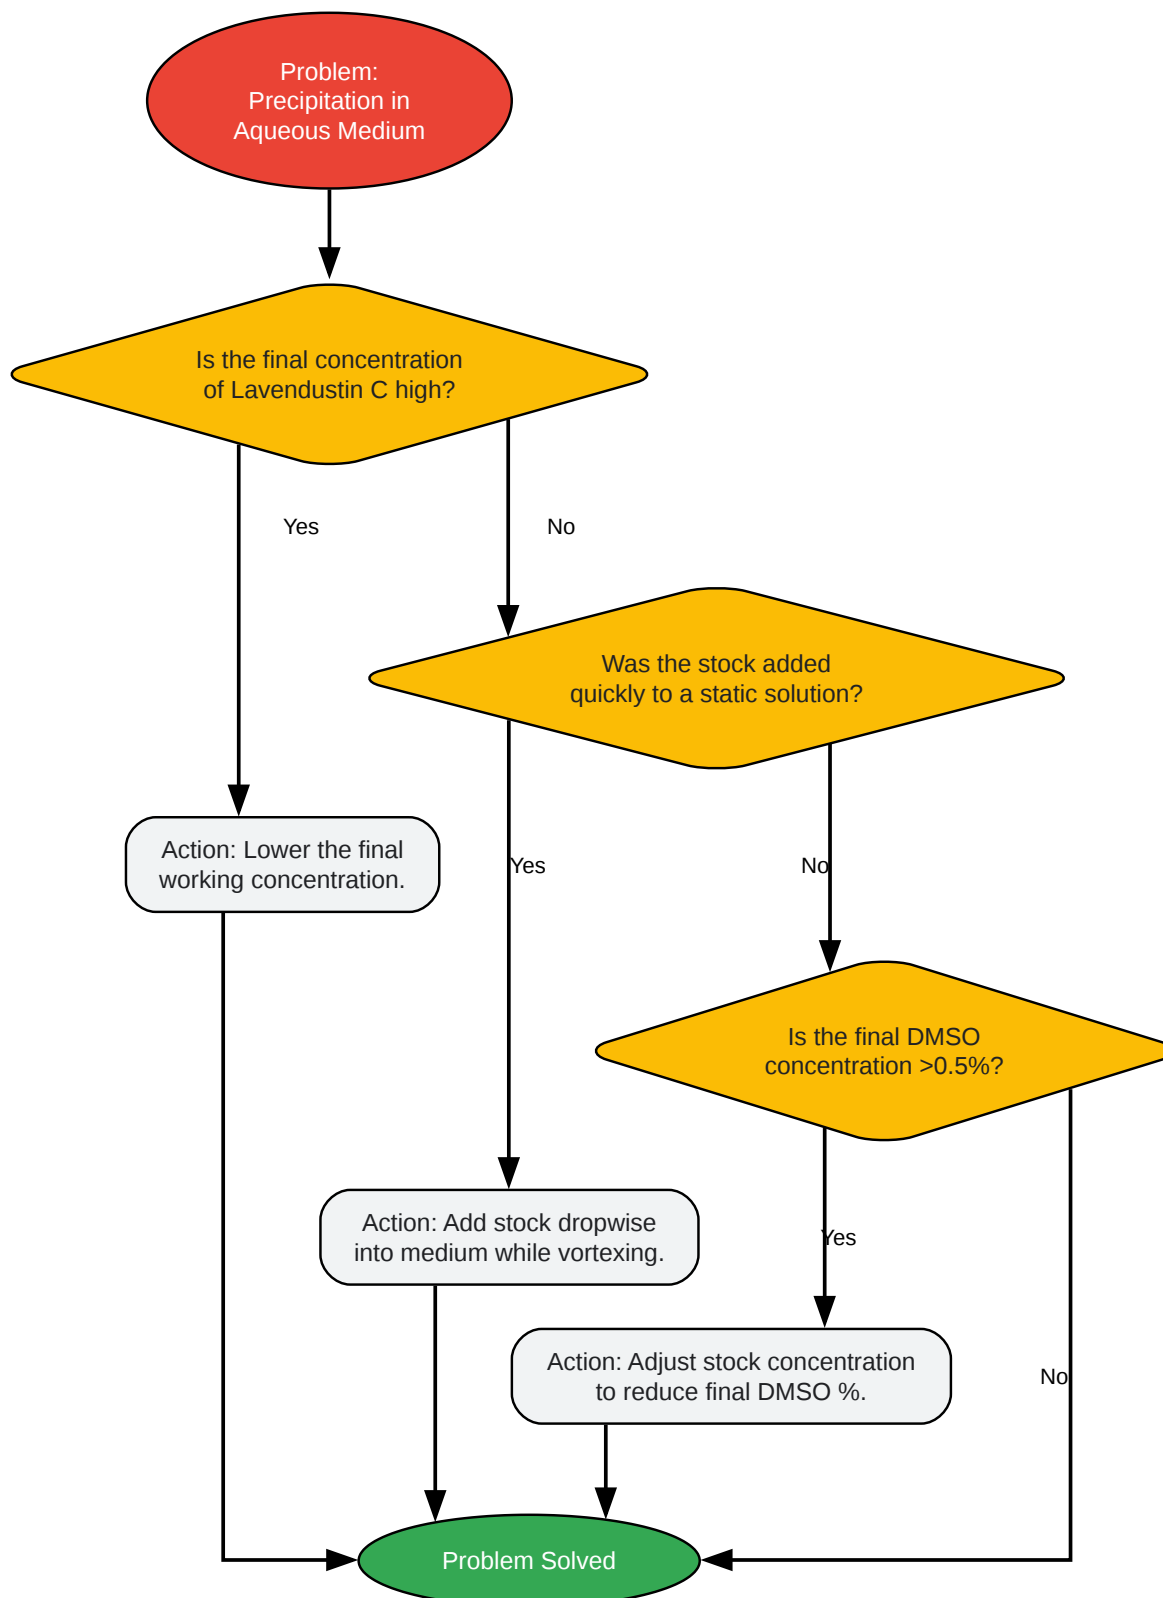 Problem:
Precipitation in
Aqueous Medium
Is the final concentration
of Lavendustin C high?
Yes
No
Was the stock added
quickly to a static solution?
Action: Lower the final
working concentration.
Yes
No
Is the final DMSO
concentration >0.5%?
Action: Add stock dropwise
into medium while vortexing.
Yes
Action: Adjust stock concentration
to reduce final DMSO %.
No
Problem Solved